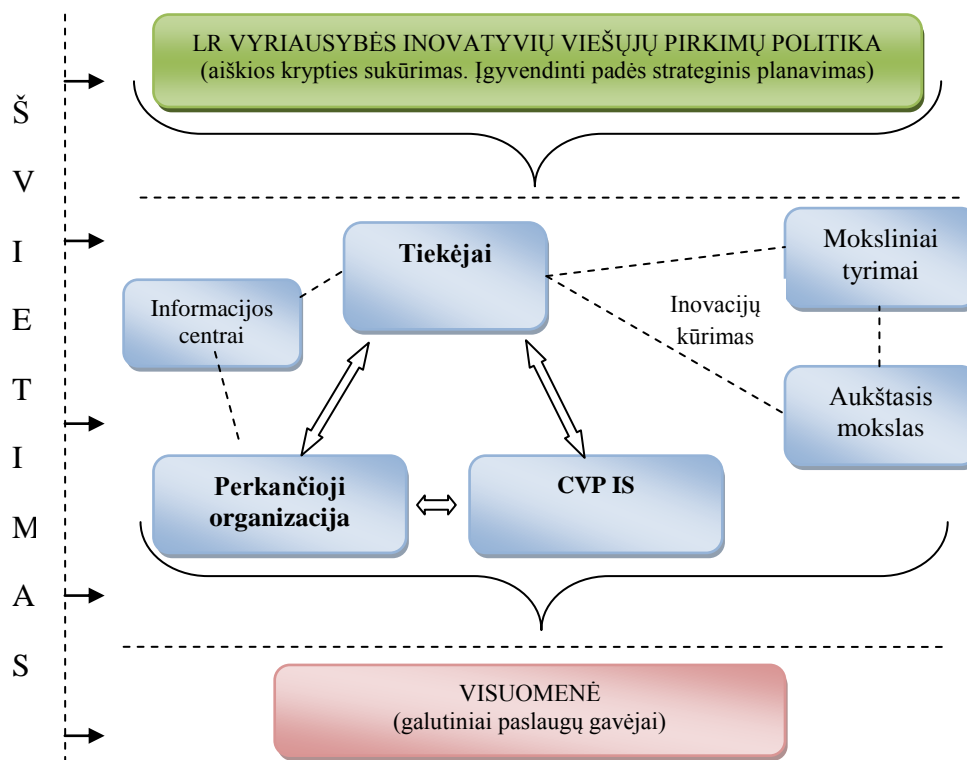 LR VYRIAUSYBĖS INOVATYVIŲ VIEŠŲJŲ PIRKIMŲ POLITIKA
(aiškios krypties sukūrimas. Įgyvendinti padės strateginis planavimas)
Š
V
I
E
T
I
M
A
S
Tiekėjai
Moksliniai
tyrimai
Informacijos
centrai
Inovacijų
kūrimas
Aukštasis
mokslas
Perkančioji
organizacija
CVP IS
VISUOMENĖ
(galutiniai paslaugų gavėjai)